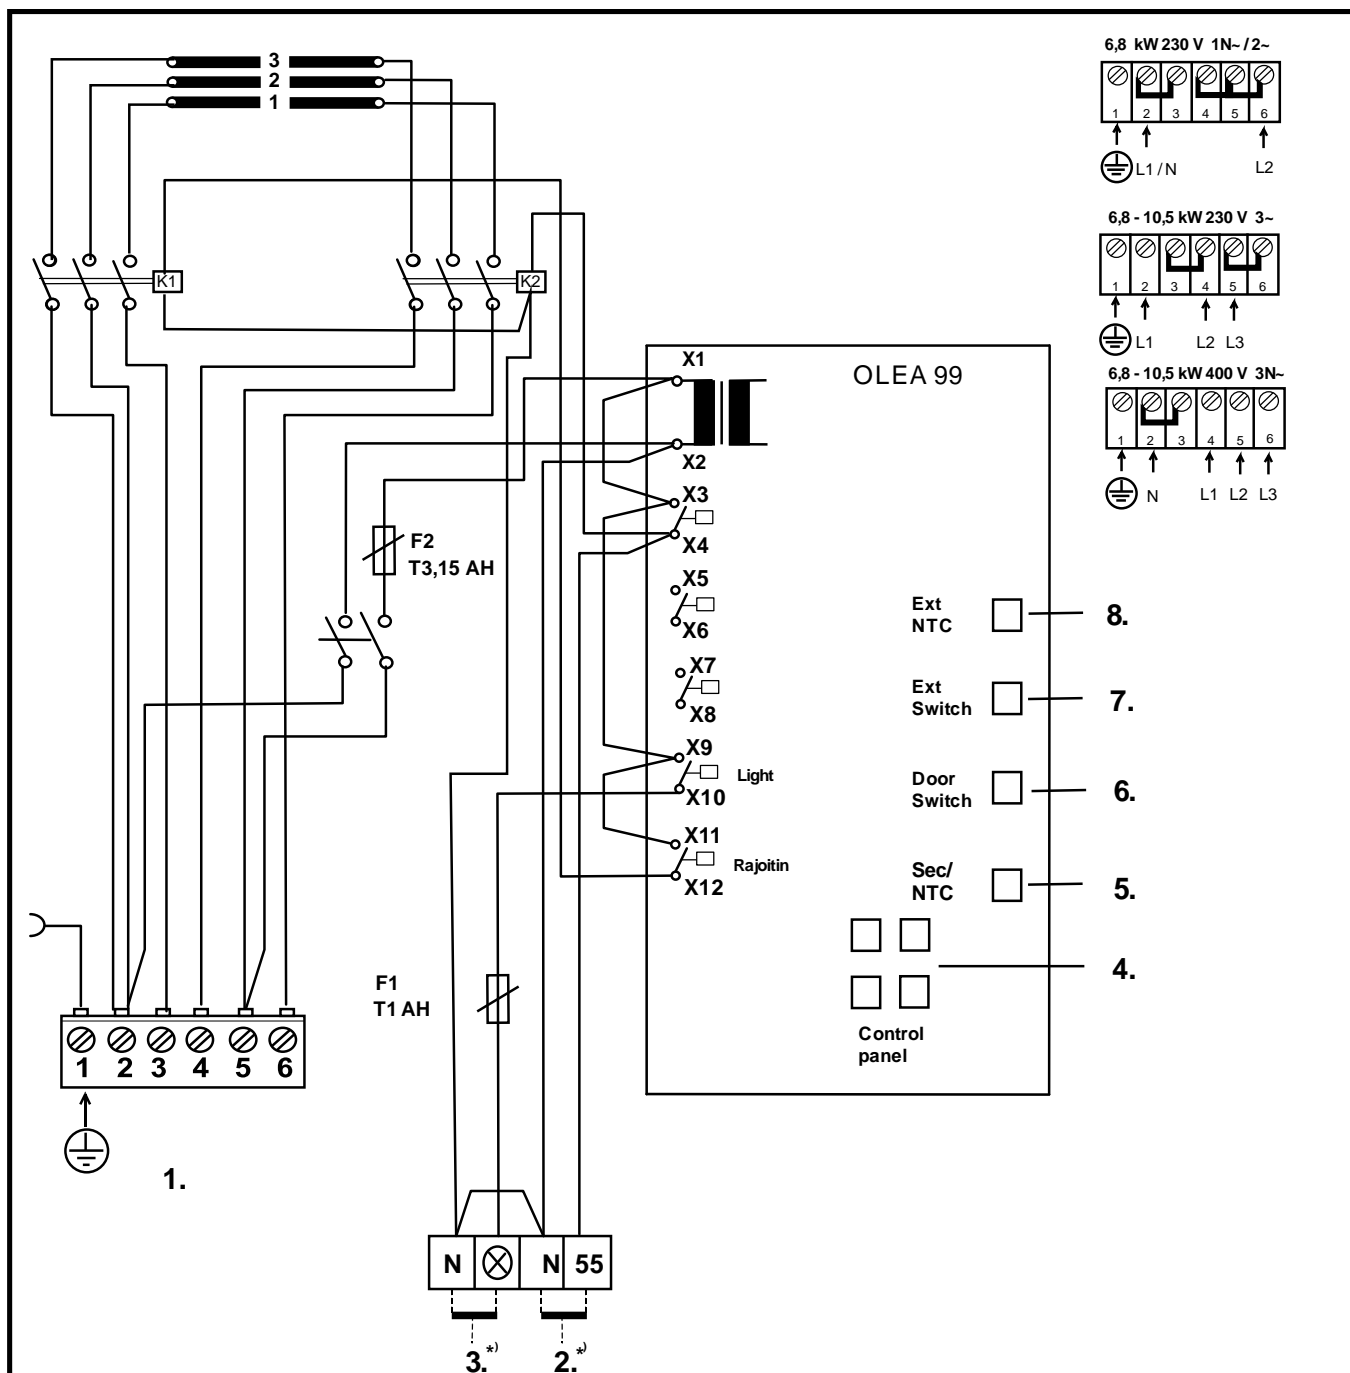 3
2
1
K1
K2
6,8 kW 230 V 1N~ / 2~
1 2 3 4 5 6
L1 / N L2
6,8 - 10,5 kW 230 V 3~
1 2 3 4 5 6
L1 L2 L3
6,8 - 10,5 kW 400 V 3N~
1 2 3 4 5 6
N L1 L2 L3
OLEA 99
X1
X2
X3
X4
X5
X6
X7
X8
X9
Light
X10
X11
Rajoitin
X12
F2
T3,15 AH
Ext
NTC
8.
Ext
Switch
7.
Door
Switch
6.
Sec/
NTC
5.
4.
Control
panel
F1
T1 AH
1 2 3 4 5 6
1.
N N 55
3.*)
2.*)